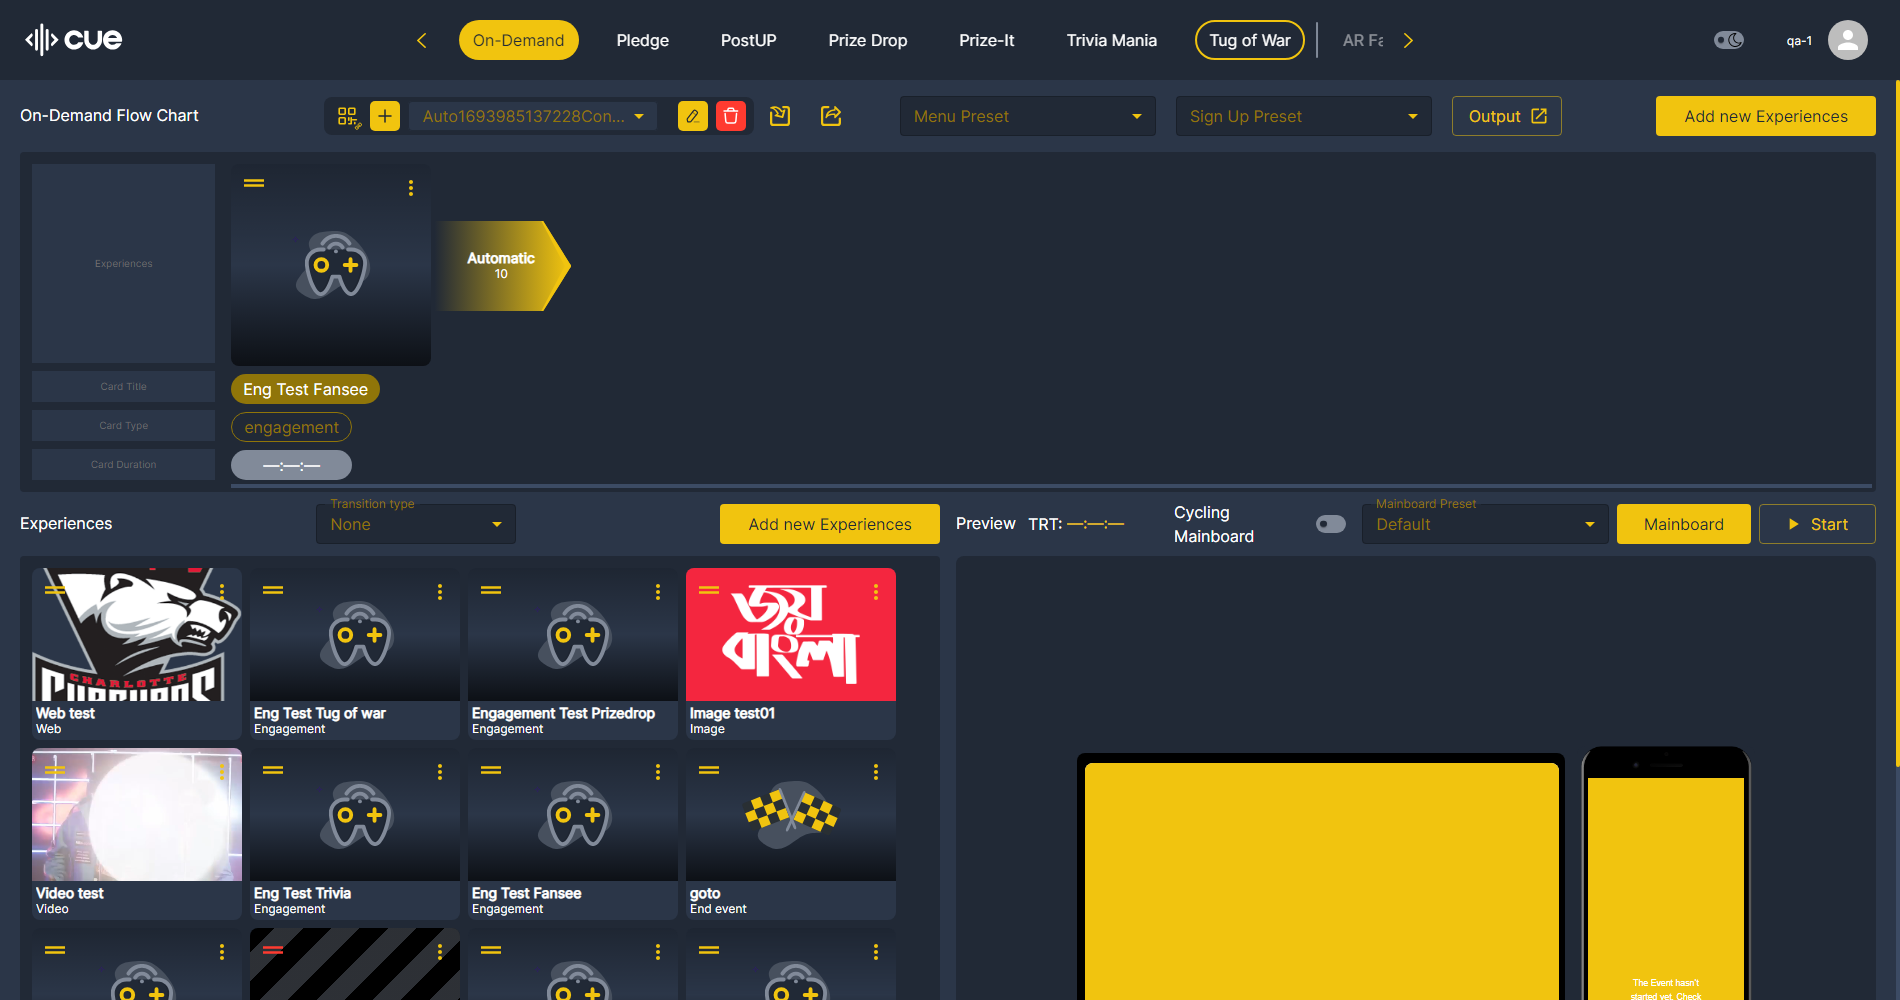 cue
On-Demand
Pledge
PostUP
Prize Drop
Prize-It
Trivia Mania
Tug of War
AR Fa
qa-1
On-Demand Flow Chart
Auto1693985137228Con...
Menu Preset
Sign Up Preset
Output
Add new Experiences
Experiences
Automatic
10
Card Title
Eng Test Fansee
Card Type
engagement
Card Duration
—:—:—
Experiences
Transition type
None
Add new Experiences
Preview
TRT: —:—:—
Cycling
Mainboard
Mainboard Preset
Default
Mainboard
Start
CHARLOTTE
জয়
বাংলা
Web test
Web
Eng Test Tug of war
Engagement
Engagement Test Prizedrop
Engagement
Image test01
Image
Video test
Video
Eng Test Trivia
Engagement
Eng Test Fansee
Engagement
goto
End event
The Event hasn't
started yet. Check